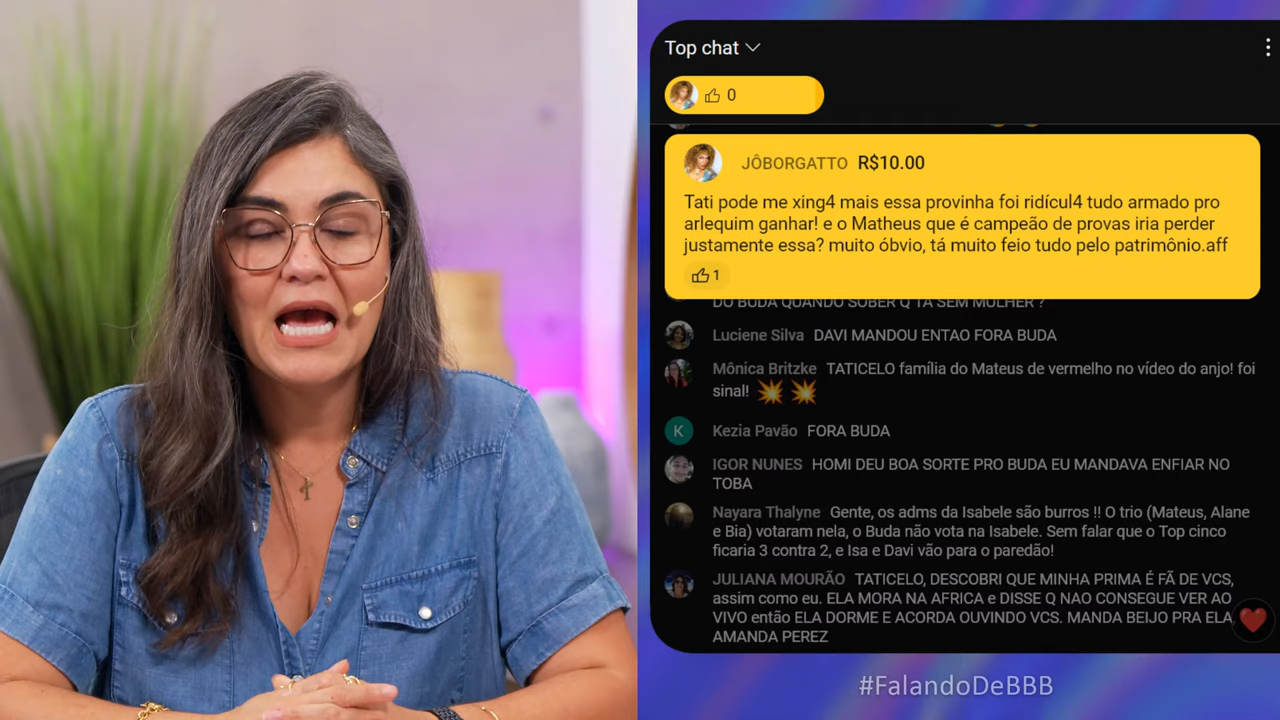 Top chat
0
JÔBORGATTO R$10.00
Tati pode me xing4 mais essa provinha foi ridícul4 tudo armado pro
arlequim ganhar! e o Matheus que é campeão de provas iria perder
justamente essa? muito óbvio, tá muito feio tudo pelo patrimônio.aff
1
DO BUDA QUANDO SOBER Q TA SEM MULHER ?
Luciene Silva DAVI MANDOU ENTAO FORA BUDA
Mônica Britzke TATICELO família do Mateus de vermelho no vídeo do anjo! foi
sinal! 💥 💥
K Kezia Pavão FORA BUDA
IGOR NUNES HOMI DEU BOA SORTE PRO BUDA EU MANDAVA ENFIAR NO
TOBA
Nayara Thalyne Gente, os adms da Isabele são burros !! O trio (Mateus, Alane
e Bia) votaram nela, o Buda não vota na Isabele. Sem falar que o Top cinco
ficaria 3 contra 2, e Isa e Davi vão para o paredão!
JULIANA MOURÃO TATICELO, DESCOBRI QUE MINHA PRIMA É FÃ DE VCS,
assim como eu. ELA MORA NA AFRICA e DISSE Q NAO CONSEGUE VER AO
VIVO então ELA DORME E ACORDA OUVINDO VCS. MANDA BEIJO PRA ELA
AMANDA PEREZ
#FalandoDeBBB